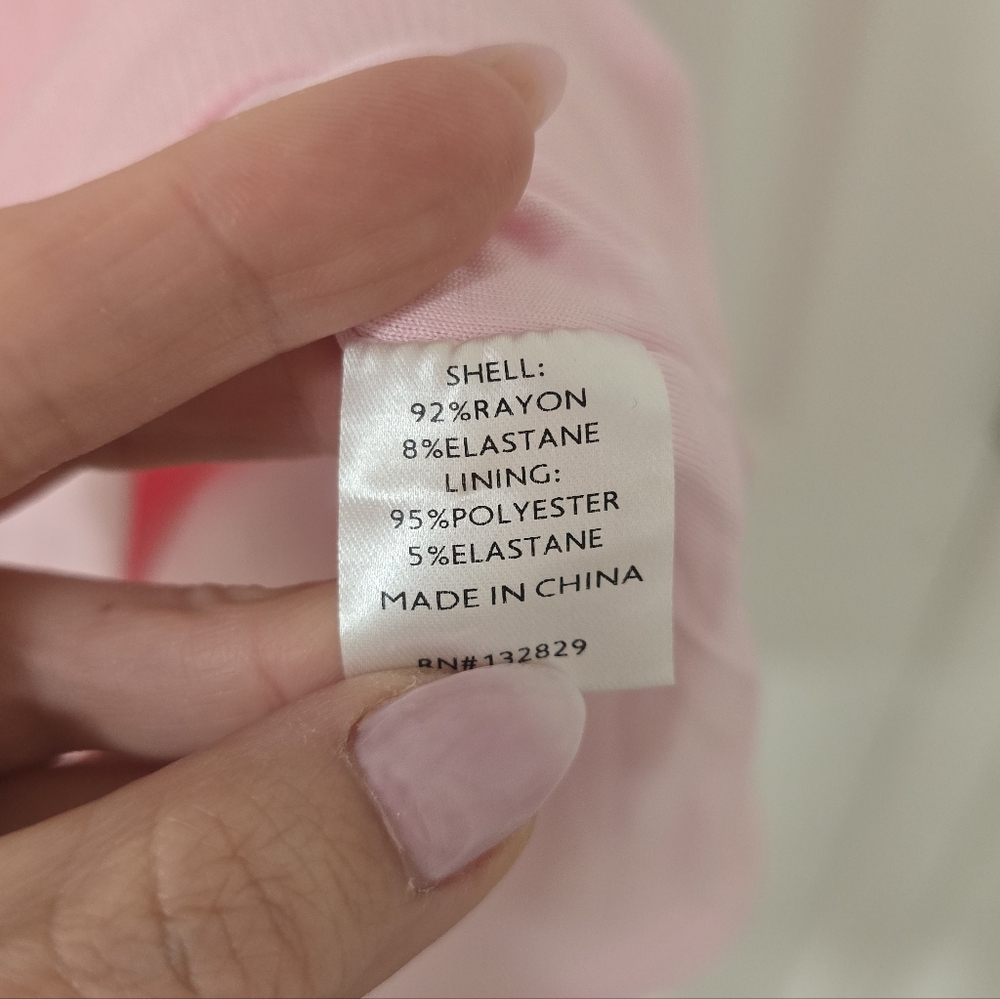 SHELL:
92%RAYON
8%ELASTANE
LINING:
95%POLYESTER
5%ELASTANE
MADE IN CHINA
RN#132829